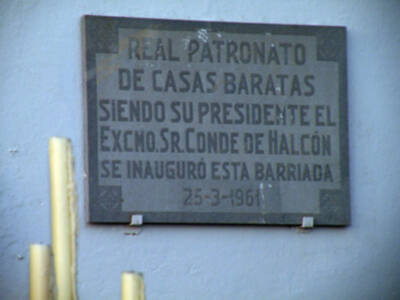 REAL PATRONATO
DE CASAS BARATAS
SIENDO SU PRESIDENTE EL
EXCMO. SR. CONDE DE HALCÓN
SE INAUGURÓ ESTA BARRIADA
25-3-1961